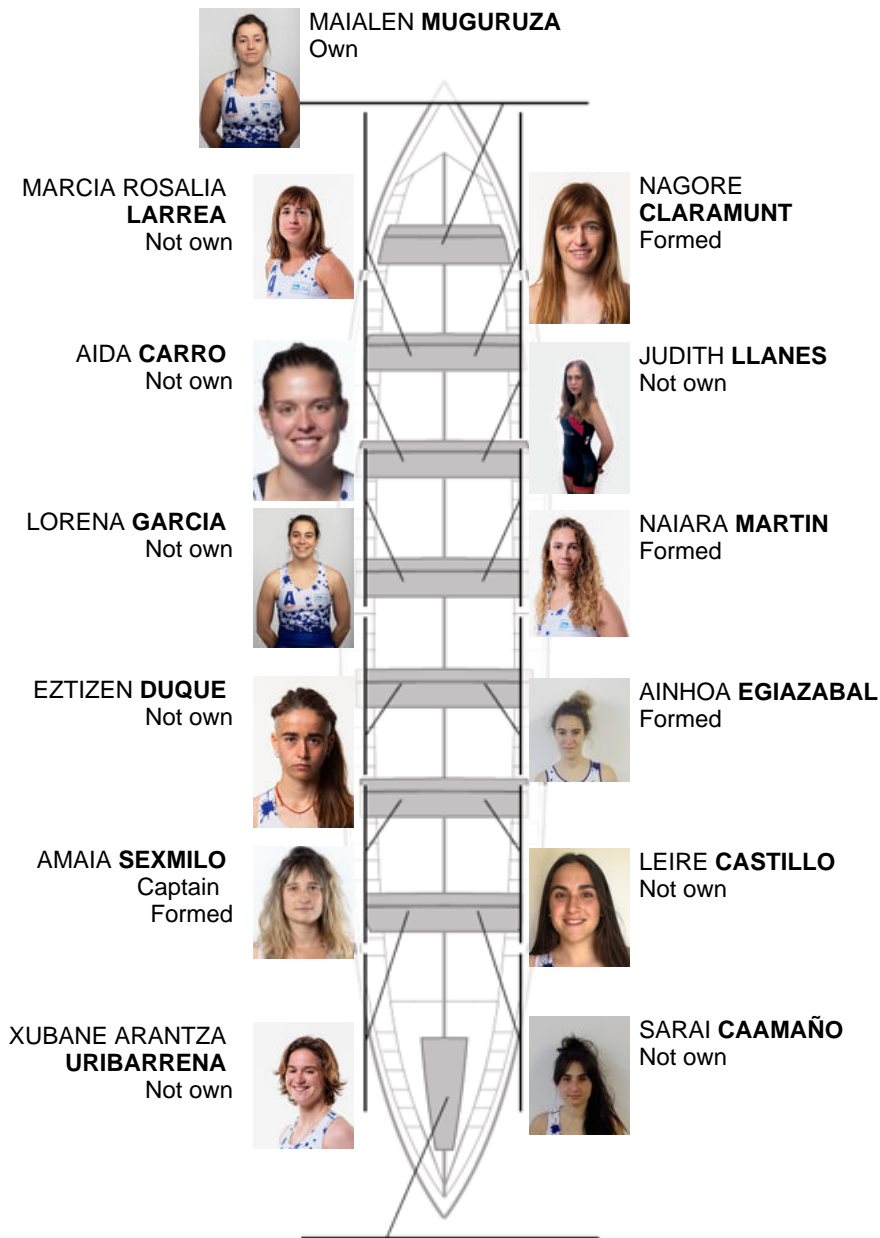 MAIALEN MUGURUZA
Own
MARCIA ROSALIA
LARREA
Not own
NAGORE
CLARAMUNT
Formed
AIDA CARRO
Not own
JUDITH LLANES
Not own
LORENA GARCIA
Not own
NAIARA MARTIN
Formed
EZTIZEN DUQUE
Not own
AINHOA EGIAZABAL
Formed
AMAIA SEXMILO
Captain
Formed
LEIRE CASTILLO
Not own
XUBANE ARANTZA
URIBARRENA
Not own
SARAI CAAMAÑO
Not own